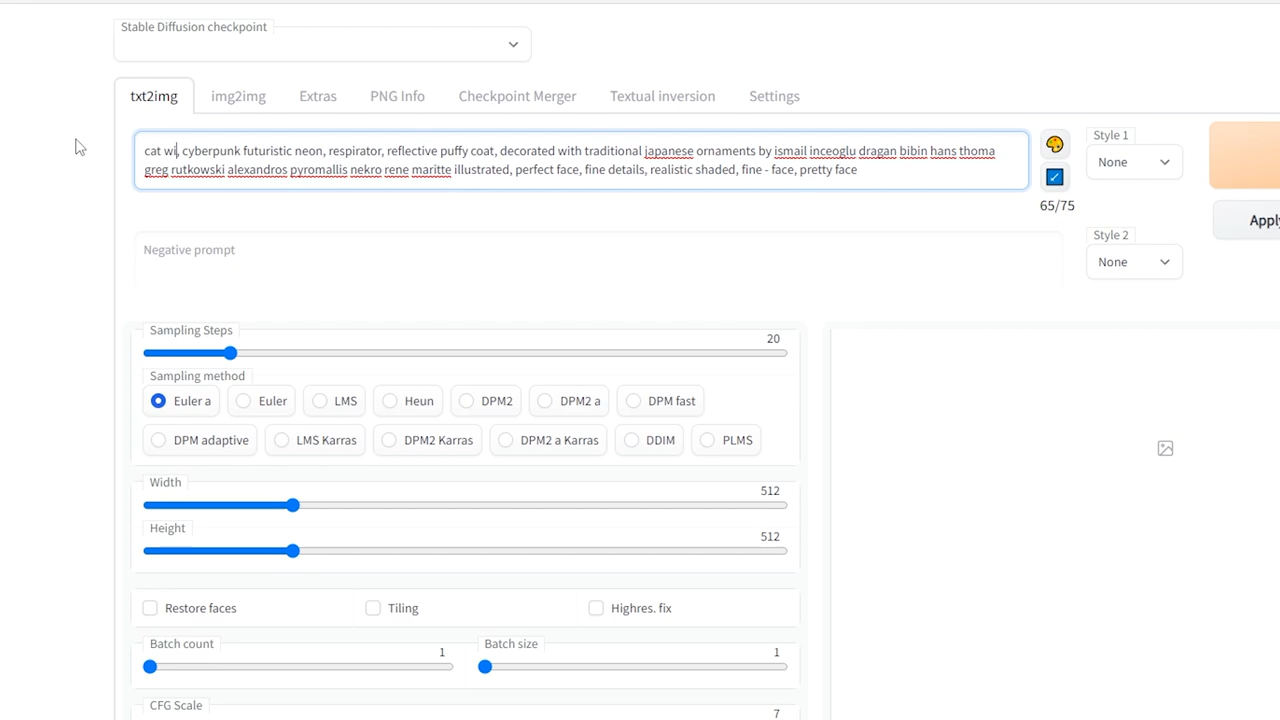 Stable Diffusion checkpoint
txt2img img2img Extras PNG Info Checkpoint Merger Textual inversion Settings
cat wi, cyberpunk futuristic neon, respirator, reflective puffy coat, decorated with traditional japanese ornaments by ismail inceoglu dragan bibin hans thoma
greg rutkowski alexandros pyromallis nekro rene maritte illustrated, perfect face, fine details, realistic shaded, fine - face, pretty face
65/75
Style 1
None
Apply
Negative prompt
Style 2
None
Sampling Steps
20
Sampling method
Euler a Euler LMS Heun DPM2 DPM2 a DPM fast
DPM adaptive LMS Karras DPM2 Karras DPM2 a Karras DDIM PLMS
Width
512
Height
512
Restore faces Tiling Highres. fix
Batch count
1
Batch size
1
CFG Scale
7